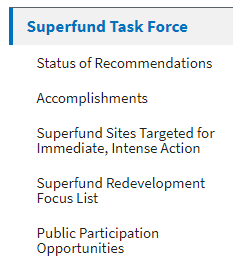 Superfund Task Force
Status of Recommendations
Accomplishments
Superfund Sites Targeted for
Immediate, Intense Action
Superfund Redevelopment
Focus List
Public Participation
Opportunities